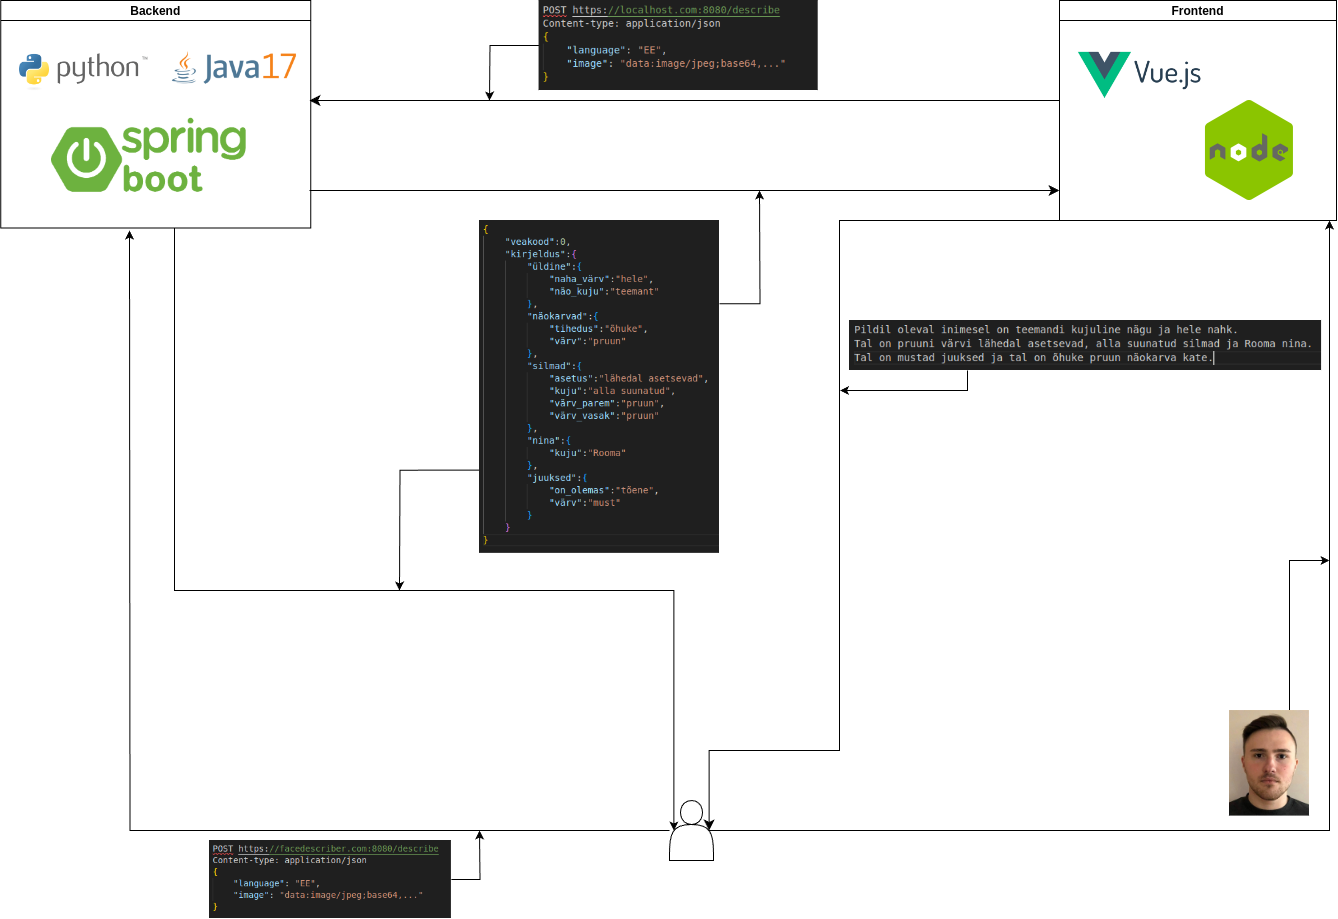 Backend
python™
Java17
spring
boot
POST https://localhost.com:8080/describe
Content-type: application/json
{
"language": "EE",
"image": "data:image/jpeg;base64,..."
}
Frontend
Vue.js
node
{
"veakood":0,
"kirjeldus":{
"üldine":{
"naha_värv":"hele",
"näo_kuju":"teemant"
},
"näokarvad":{
"tihedus":"õhuke",
"värv":"pruun"
},
"silmad":{
"asetus":"lähedal asetsevad",
"kuju":"alla suunatud",
"värv_parem":"pruun",
"värv_vasak":"pruun"
},
"nina":{
"kuju":"Rooma"
},
"juuksed":{
"on_olemas":"tõene",
"värv":"must"
}
}
}
Pildil oleval inimesel on teemandi kujuline nägu ja hele nahk.
Tal on pruuni värvi lähedal asetsevad, alla suunatud silmad ja Rooma nina.
Tal on mustad juuksed ja tal on õhuke pruun näokarva kate.
POST https://facedescriber.com:8080/describe
Content-type: application/json
{
"language": "EE",
"image": "data:image/jpeg;base64,..."
}